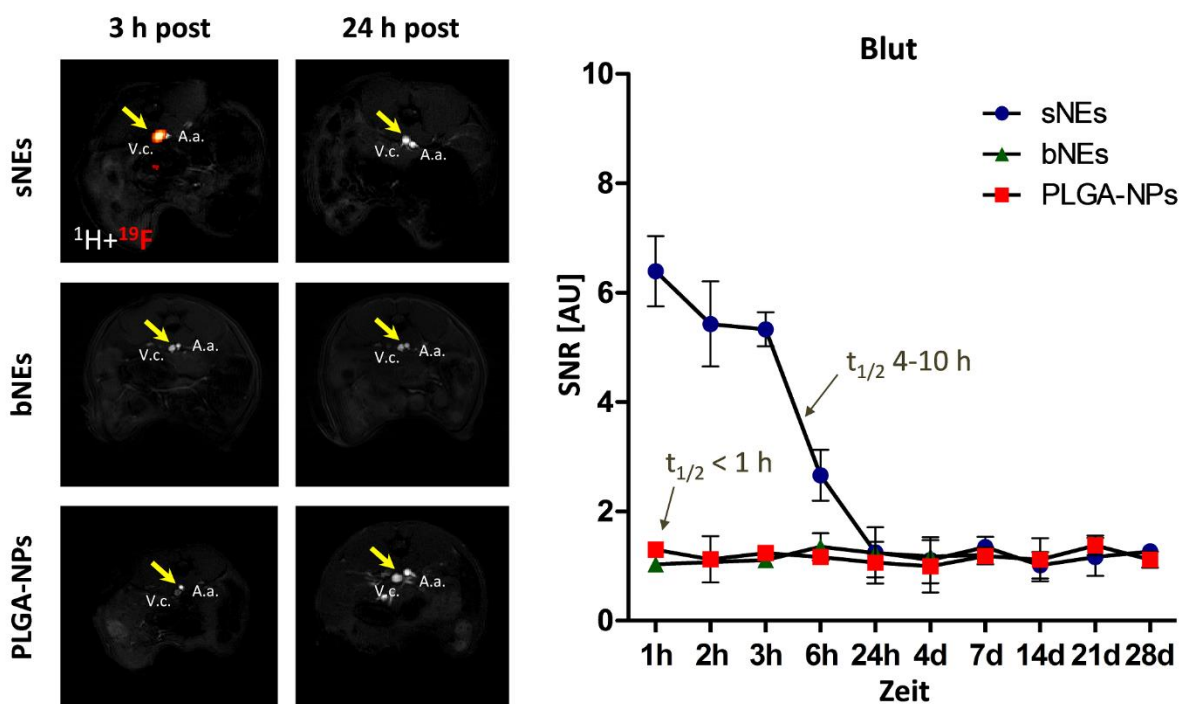 3 h post
24 h post
sNEs
V.c.
A.a.
¹H+¹⁹F
V.c.
A.a.
bNEs
V.c.
A.a.
V.c.
A.a.
PLGA-NPs
V.c.
A.a.
V.c.
A.a.
Blut
sNEs
bNEs
PLGA-NPs
SNR [AU]
10
8
6
4
2
0
t1/2 4-10 h
t1/2 < 1 h
1h 2h 3h 6h 24h 4d 7d 14d 21d 28d
Zeit